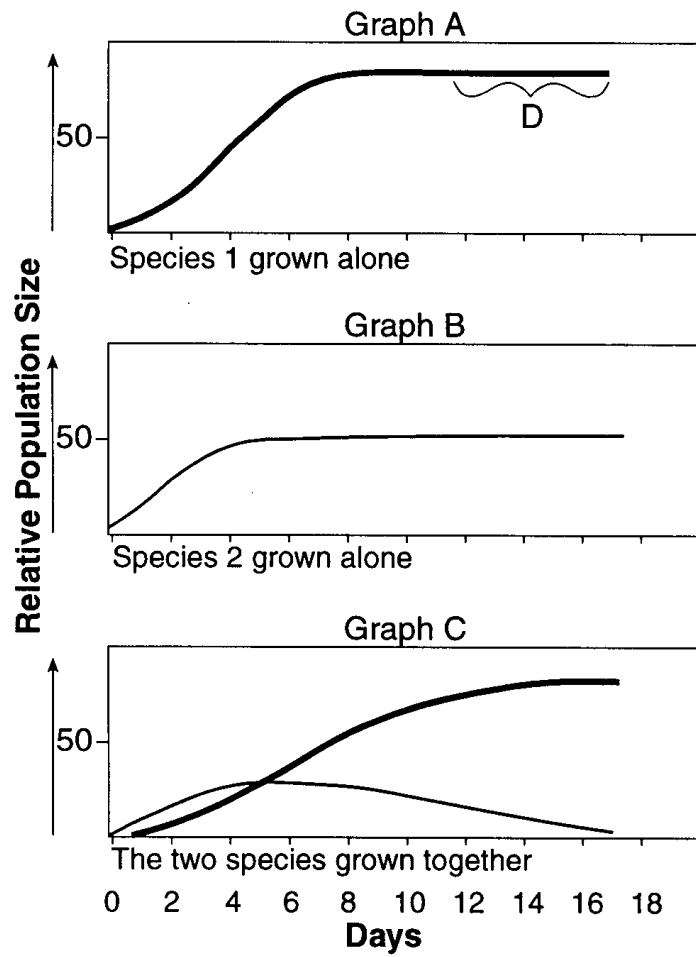 Graph A
50
D
Species 1 grown alone
Relative Population Size
Graph B
50
Species 2 grown alone
Graph C
50
The two species grown together
0 2 4 6 8 10 12 14 16 18
Days